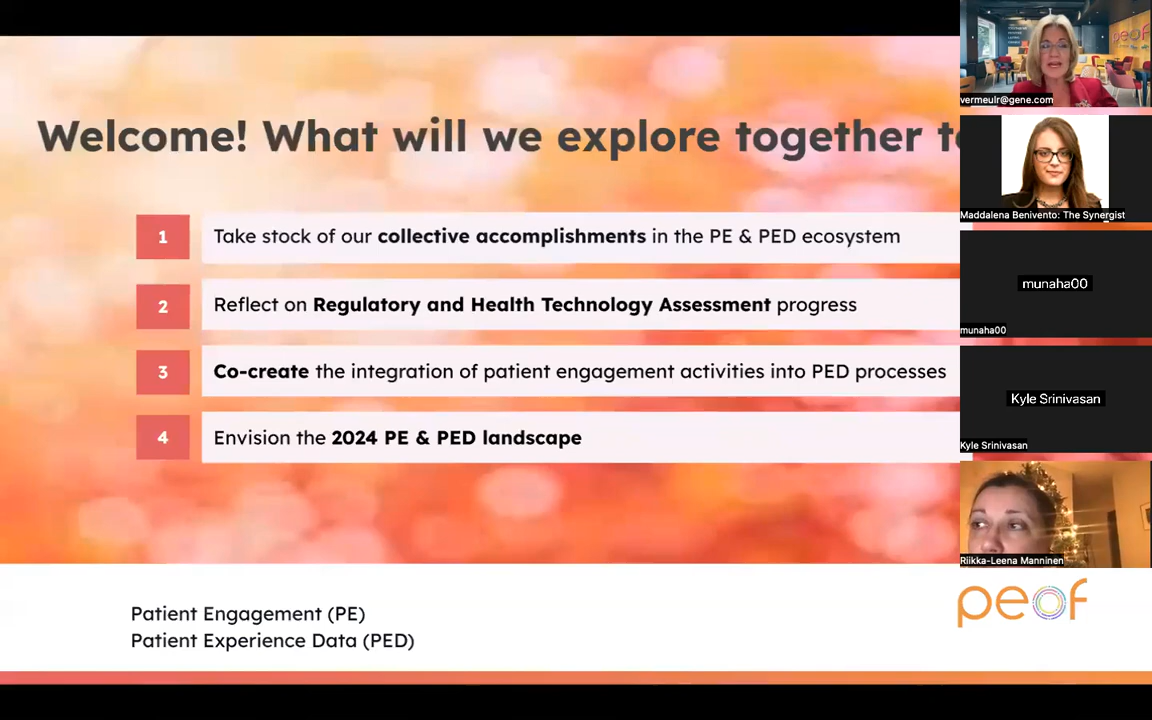 Welcome! What will we explore together to
1 Take stock of our collective accomplishments in the PE & PED ecosystem
2 Reflect on Regulatory and Health Technology Assessment progress
3 Co-create the integration of patient engagement activities into PED processes
4 Envision the 2024 PE & PED landscape
Patient Engagement (PE)
Patient Experience Data (PED)
peof
peof
vermeulr@gene.com
Maddalena Benivento: The Synergist
munaha00
munaha00
Kyle Srinivasan
Kyle Srinivasan
Riikka-Leena Manninen